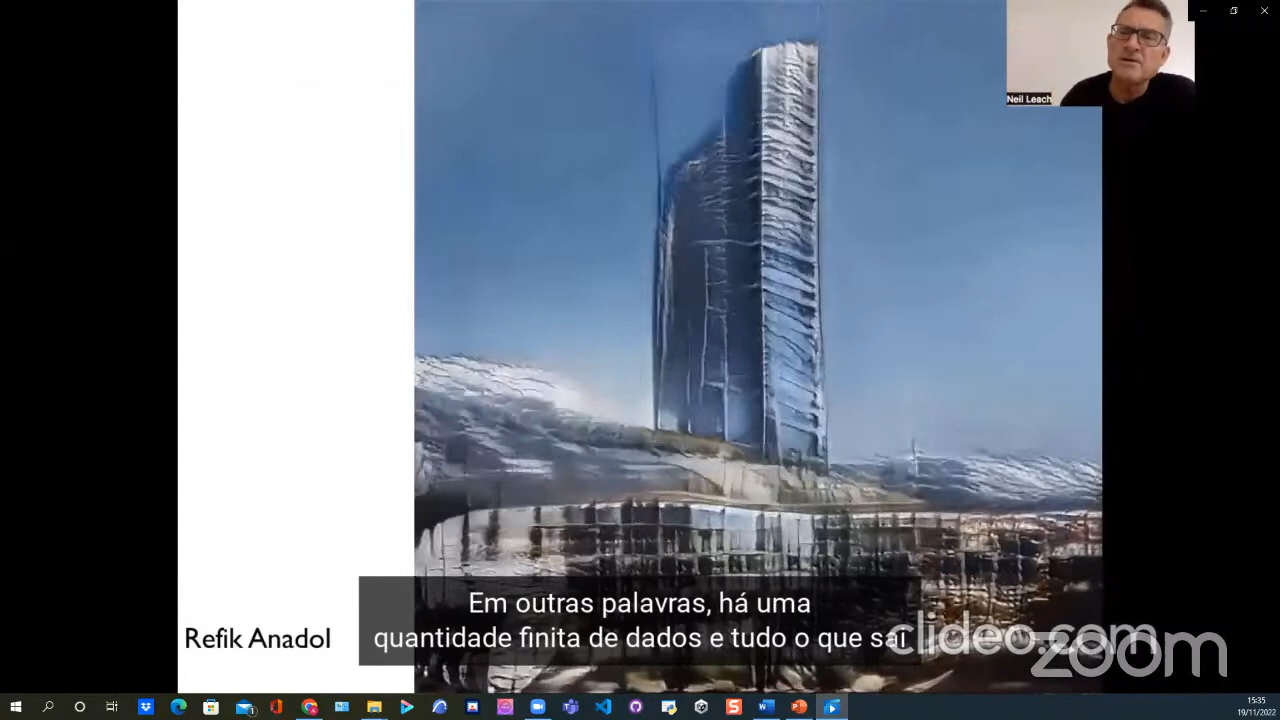 Neil Leach
Em outras palavras, há uma
quantidade finita de dados e tudo o que sai
Refik Anadol
clideo.com
zoom
15:35
19/11/2022